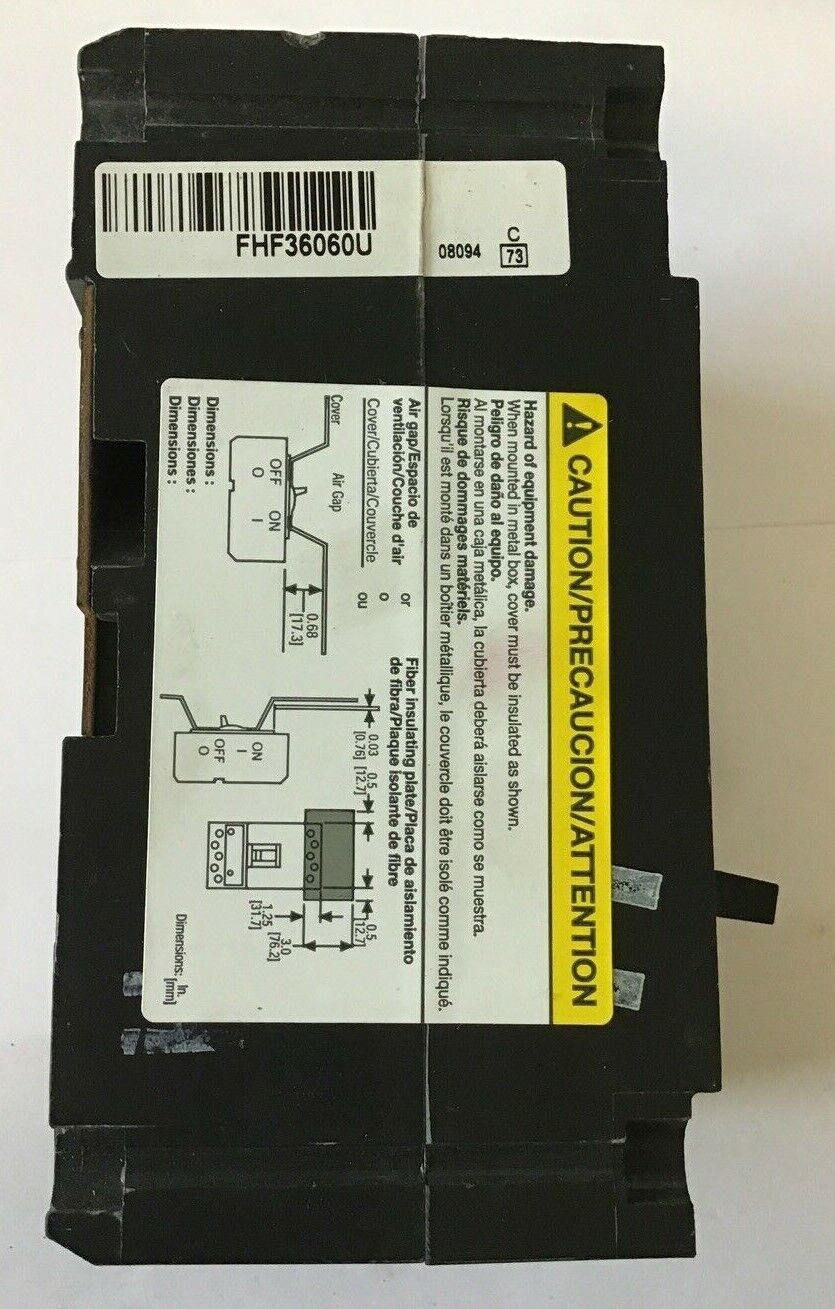 FHF36060U
08094
C
73
CAUTION/PRECAUCION/ATTENTION
Hazard of equipment damage.
When mounted in metal box, cover must be insulated as shown.
Peligro de daño al equipo.
Al montarse en una caja metálica, la cubierta deberá aislarse como se muestra.
Risque de dommages matériels.
Lorsqu'il est monté dans un boîtier métallique, le couvercle doit être isolé comme indiqué.
Air gap/Espacio de
ventilación/Couche d'air
Cover/Cubierta/Couvercle
or
o
ou
Fiber insulating plate/Placa de aislamiento
de fibra/Plaque isolante de fibre
Cover
Air Gap
OFF
O
ON
I
0.68
[17.3]
0.03
[0.76]
0.5
[12.7]
0.5
[12.7]
ON
I
OFF
O
3.0
[76.2]
1.25
[31.7]
Dimensions :
Dimensiones :
Dimensions :
Dimensions: In.
[mm]